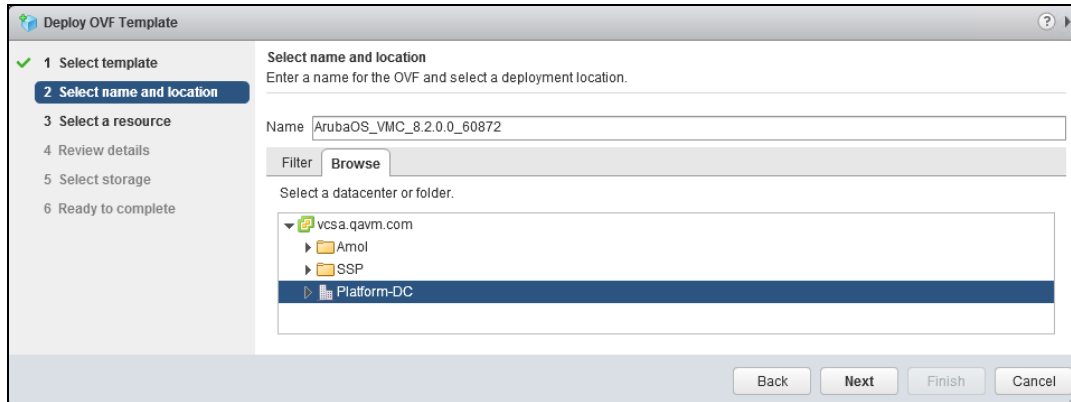 Deploy OVF Template
?
1 Select template
2 Select name and location
3 Select a resource
4 Review details
5 Select storage
6 Ready to complete
Select name and location
Enter a name for the OVF and select a deployment location.
Name ArubaOS_VMC_8.2.0.0_60872
Filter Browse
Select a datacenter or folder.
vcsa.qavm.com
Amol
SSP
Platform-DC
Back Next Finish Cancel